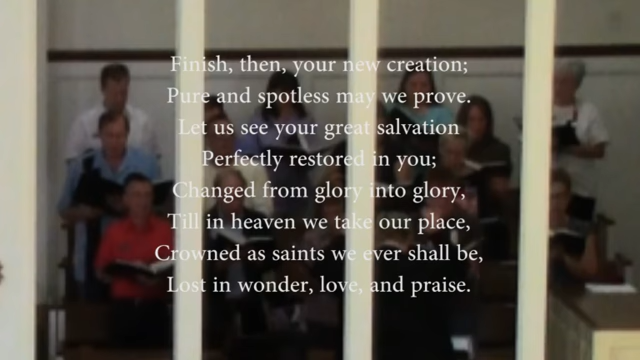 Finish, then, your new creation;
Pure and spotless may we prove.
Let us see your great salvation
Perfectly restored in you;
Changed from glory into glory,
Till in heaven we take our place,
Crowned as saints we ever shall be,
Lost in wonder, love, and praise.